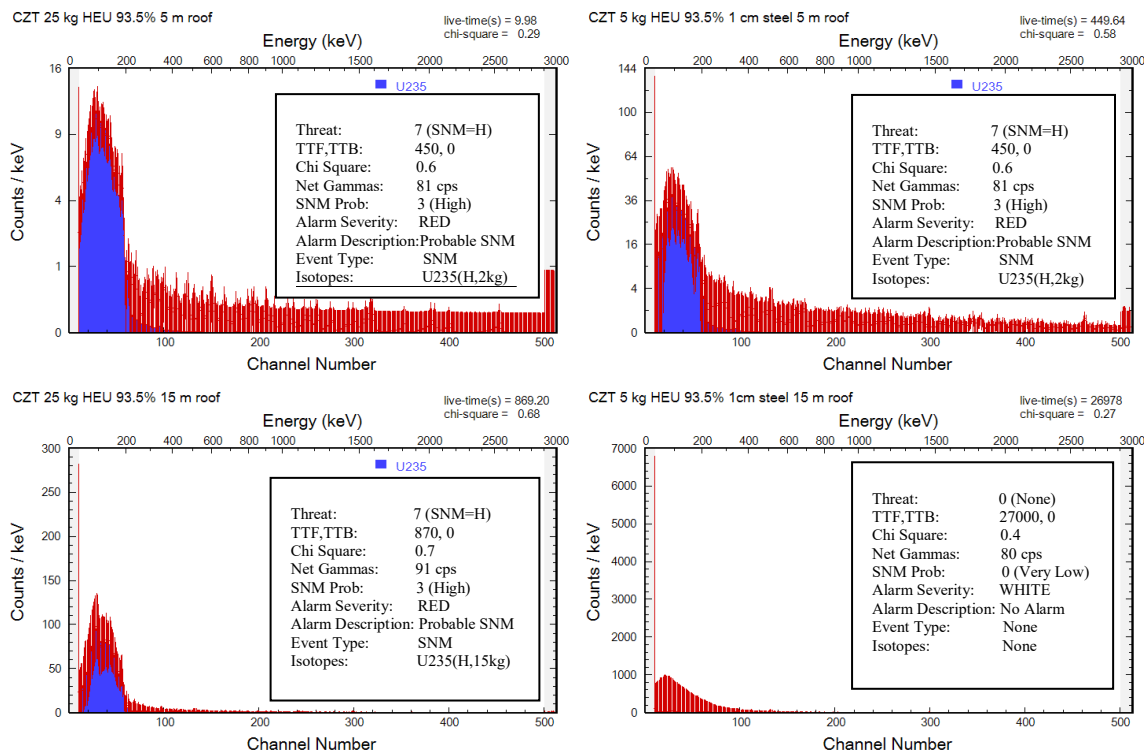 CZT 25 kg HEU 93.5% 5 m roof
live-time(s) = 9.98
chi-square = 0.29
Energy (keV)
0 200 400 600 800 1000 1500 2000 2500 3000
U235
Counts / keV
16
9
4
1
0
Threat: 7 (SNM=H)
TTF,TTB: 450, 0
Chi Square: 0.6
Net Gammas: 81 cps
SNM Prob: 3 (High)
Alarm Severity: RED
Alarm Description:Probable SNM
Event Type: SNM
Isotopes: U235(H,2kg)
100 200 300 400 500
Channel Number
CZT 5 kg HEU 93.5% 1 cm steel 5 m roof
live-time(s) = 449.64
chi-square = 0.58
Energy (keV)
0 200 400 600 800 1000 1500 2000 2500 3000
U235
Counts / keV
144
100
64
36
16
4
0
Threat: 7 (SNM=H)
TTF,TTB: 450, 0
Chi Square: 0.6
Net Gammas: 81 cps
SNM Prob: 3 (High)
Alarm Severity: RED
Alarm Description:Probable SNM
Event Type: SNM
Isotopes: U235(H,2kg)
100 200 300 400 500
Channel Number
CZT 25 kg HEU 93.5% 15 m roof
live-time(s) = 869.20
chi-square = 0.68
Energy (keV)
0 200 400 600 800 1000 1500 2000 2500 3000
U235
Counts / keV
300
250
200
150
100
50
0
Threat: 7 (SNM=H)
TTF,TTB: 870, 0
Chi Square: 0.7
Net Gammas: 91 cps
SNM Prob: 3 (High)
Alarm Severity: RED
Alarm Description: Probable SNM
Event Type: SNM
Isotopes: U235(H,15kg)
100 200 300 400 500
Channel Number
CZT 5 kg HEU 93.5% 1cm steel 15 m roof
live-time(s) = 26978
chi-square = 0.27
Energy (keV)
0 200 400 600 800 1000 1500 2000 2500 3000
Counts / keV
7000
6000
5000
4000
3000
2000
1000
0
Threat: 0 (None)
TTF,TTB: 27000, 0
Chi Square: 0.4
Net Gammas: 80 cps
SNM Prob: 0 (Very Low)
Alarm Severity: WHITE
Alarm Description: No Alarm
Event Type: None
Isotopes: None
100 200 300 400 500
Channel Number